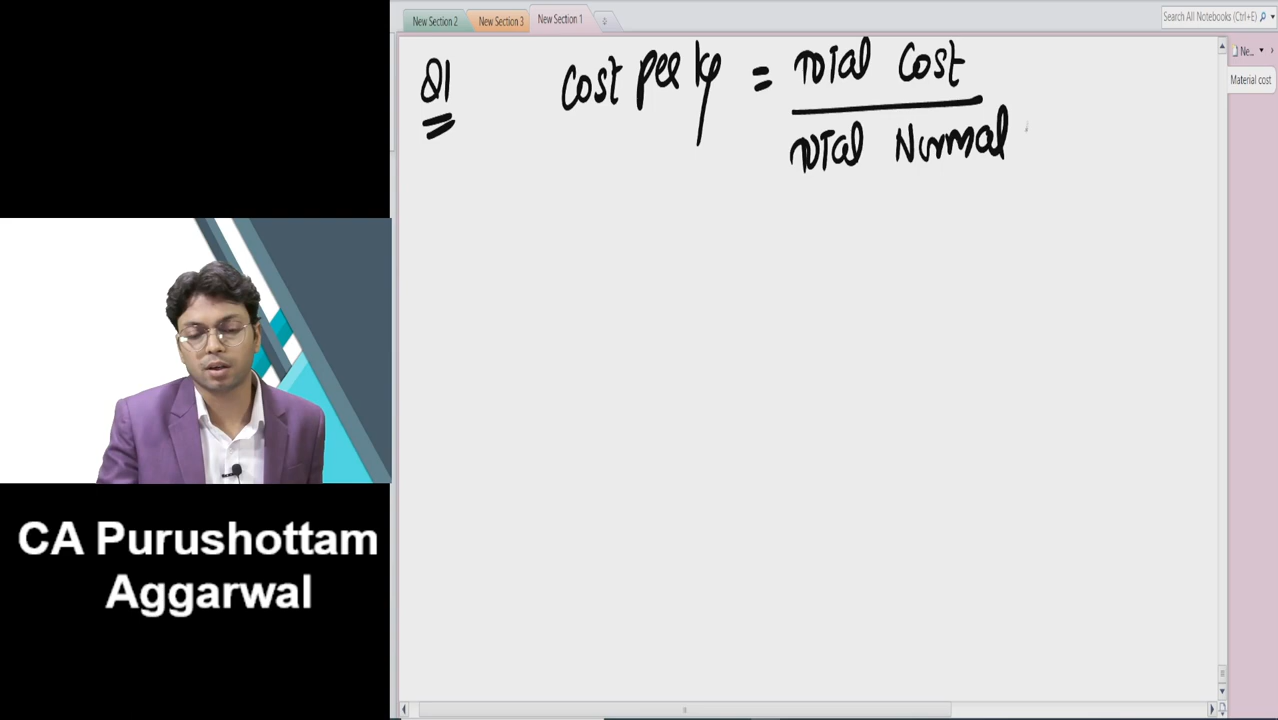 New Section 2
New Section 3
New Section 1
Search All Notebooks (Ctrl+E)
Ne...
Material cost
Q1
Cost per kg = Total Cost
Total Normal
CA Purushottam
Aggarwal